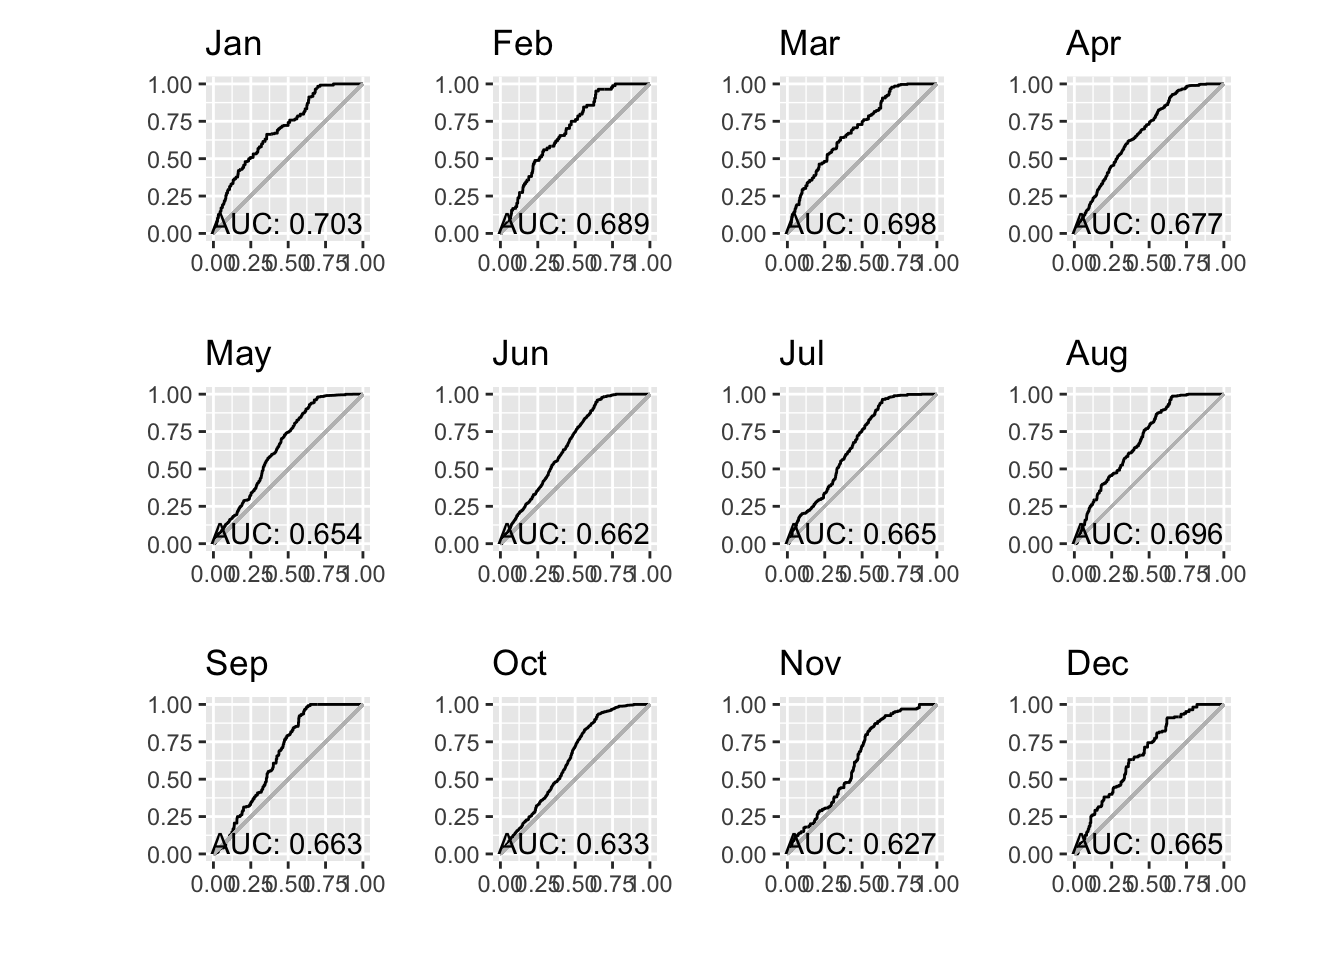 Jan Feb Mar Apr
1.00 1.00 1.00 1.00
0.75 0.75 0.75 0.75
0.50 0.50 0.50 0.50
0.25 0.25 0.25 0.25
0.00 AUC: 0.703 0.00 AUC: 0.689 0.00 AUC: 0.698 0.00 AUC: 0.677
0.00 0.25 0.50 0.75 1.00 0.00 0.25 0.50 0.75 1.00 0.00 0.25 0.50 0.75 1.00 0.00 0.25 0.50 0.75 1.00
May Jun Jul Aug
1.00 1.00 1.00 1.00
0.75 0.75 0.75 0.75
0.50 0.50 0.50 0.50
0.25 0.25 0.25 0.25
0.00 AUC: 0.654 0.00 AUC: 0.662 0.00 AUC: 0.665 0.00 AUC: 0.696
0.00 0.25 0.50 0.75 1.00 0.00 0.25 0.50 0.75 1.00 0.00 0.25 0.50 0.75 1.00 0.00 0.25 0.50 0.75 1.00
Sep Oct Nov Dec
1.00 1.00 1.00 1.00
0.75 0.75 0.75 0.75
0.50 0.50 0.50 0.50
0.25 0.25 0.25 0.25
0.00 AUC: 0.663 0.00 AUC: 0.633 0.00 AUC: 0.627 0.00 AUC: 0.665
0.00 0.25 0.50 0.75 1.00 0.00 0.25 0.50 0.75 1.00 0.00 0.25 0.50 0.75 1.00 0.00 0.25 0.50 0.75 1.00